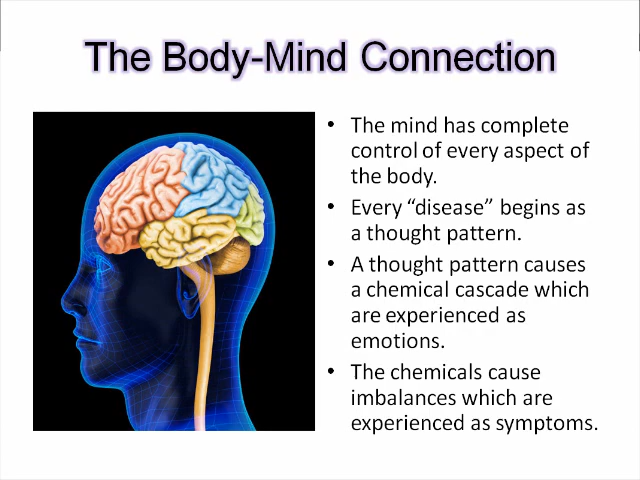 The Body-Mind Connection
• The mind has complete
control of every aspect of
the body.
• Every “disease” begins as
a thought pattern.
• A thought pattern causes
a chemical cascade which
are experienced as
emotions.
• The chemicals cause
imbalances which are
experienced as symptoms.